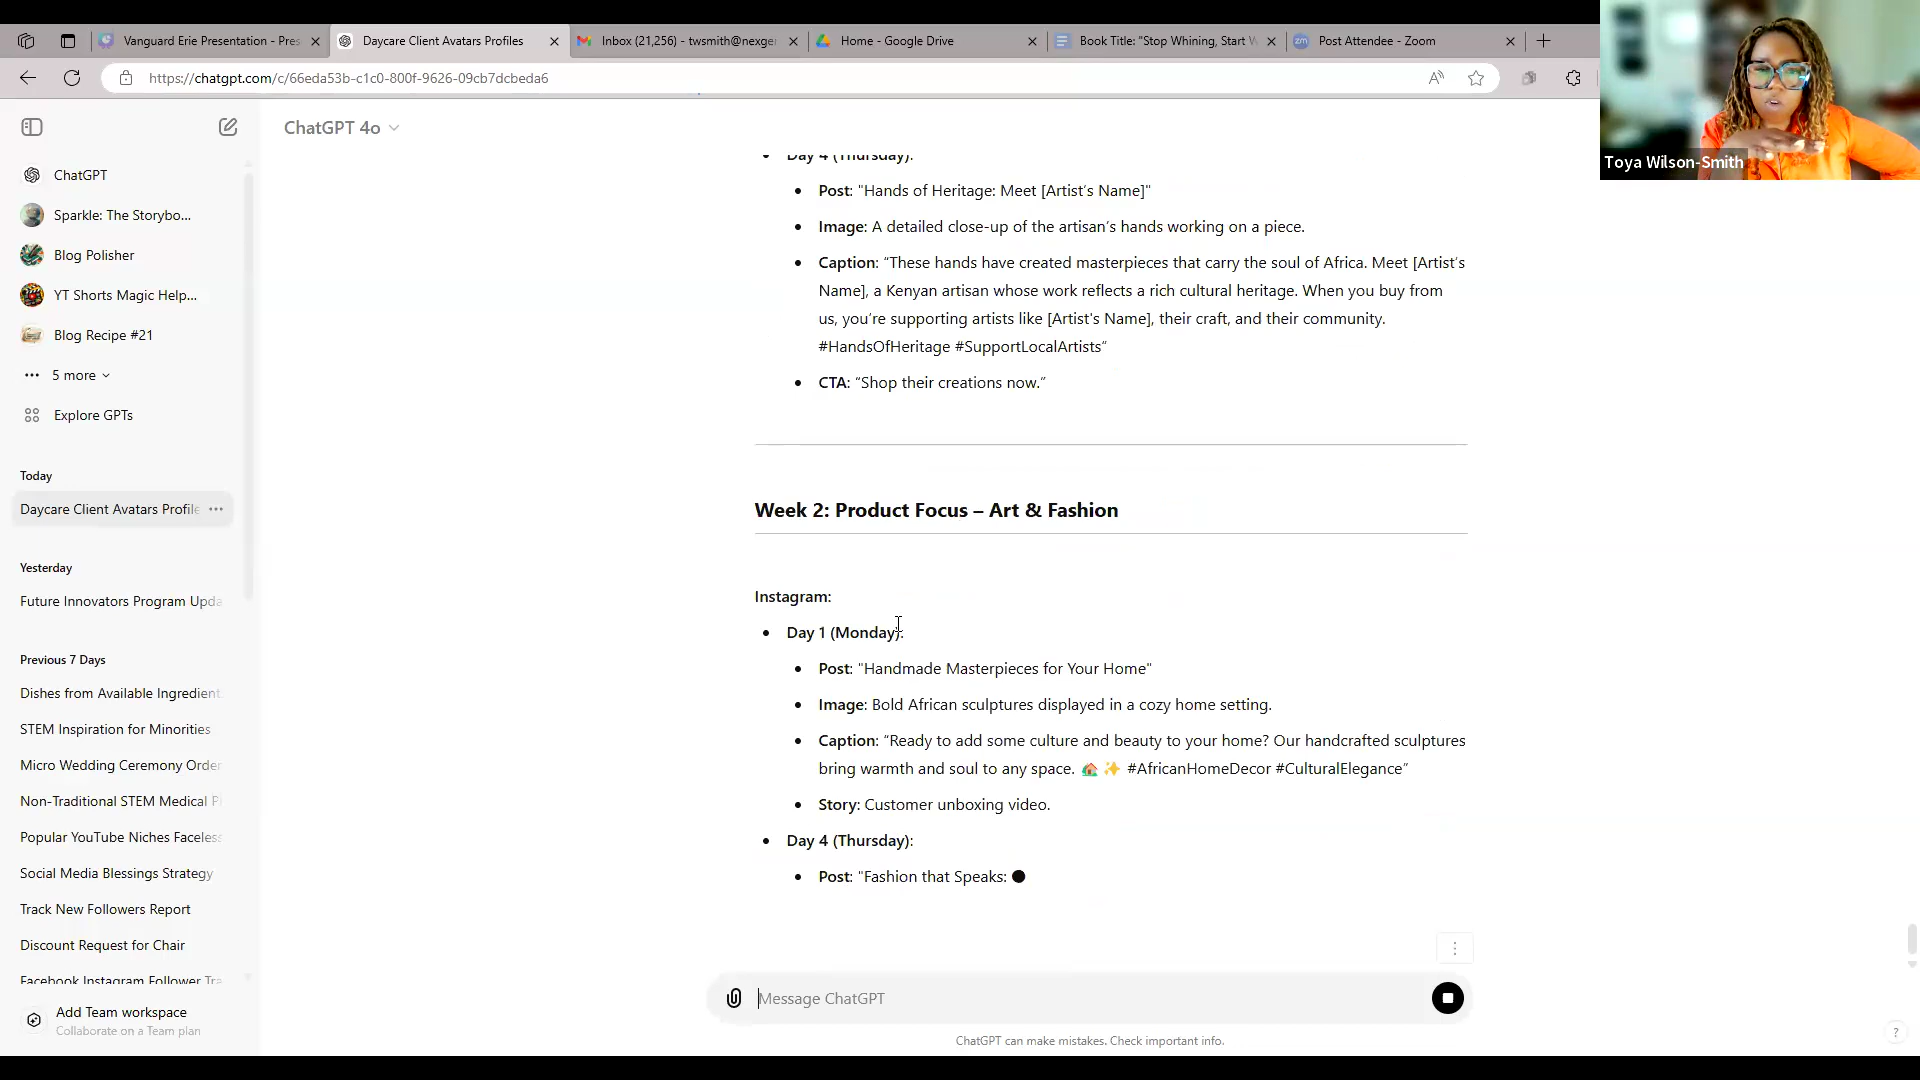 Vanguard Erie Presentation - Pres
Daycare Client Avatars Profiles
Inbox (21,256) - twsmith@nexge
Home - Google Drive
Book Title: "Stop Whining, Start W
Post Attendee - Zoom
https://chatgpt.com/c/66eda53b-c1c0-800f-9626-09cb7dcbeda6
Toya Wilson-Smith
ChatGPT 4o
ChatGPT
Sparkle: The Storybo...
Blog Polisher
YT Shorts Magic Help...
Blog Recipe #21
5 more
Explore GPTs
Today
Daycare Client Avatars Profile
Yesterday
Future Innovators Program Upda
Previous 7 Days
Dishes from Available Ingredient
STEM Inspiration for Minorities
Micro Wedding Ceremony Order
Non-Traditional STEM Medical P
Popular YouTube Niches Faceless
Social Media Blessings Strategy
Track New Followers Report
Discount Request for Chair
Facebook Instagram Follower Tra
Add Team workspace
Collaborate on a Team plan
Day 4 (Thursday):
Post: "Hands of Heritage: Meet [Artist's Name]"
Image: A detailed close-up of the artisan's hands working on a piece.
Caption: “These hands have created masterpieces that carry the soul of Africa. Meet [Artist's
Name], a Kenyan artisan whose work reflects a rich cultural heritage. When you buy from
us, you’re supporting artists like [Artist's Name], their craft, and their community.
#HandsOfHeritage #SupportLocalArtists”
CTA: “Shop their creations now.”
Week 2: Product Focus – Art & Fashion
Instagram:
Day 1 (Monday):
Post: "Handmade Masterpieces for Your Home"
Image: Bold African sculptures displayed in a cozy home setting.
Caption: “Ready to add some culture and beauty to your home? Our handcrafted sculptures
bring warmth and soul to any space. 🏠 ✨ #AfricanHomeDecor #CulturalElegance”
Story: Customer unboxing video.
Day 4 (Thursday):
Post: "Fashion that Speaks:
Message ChatGPT
ChatGPT can make mistakes. Check important info.
?